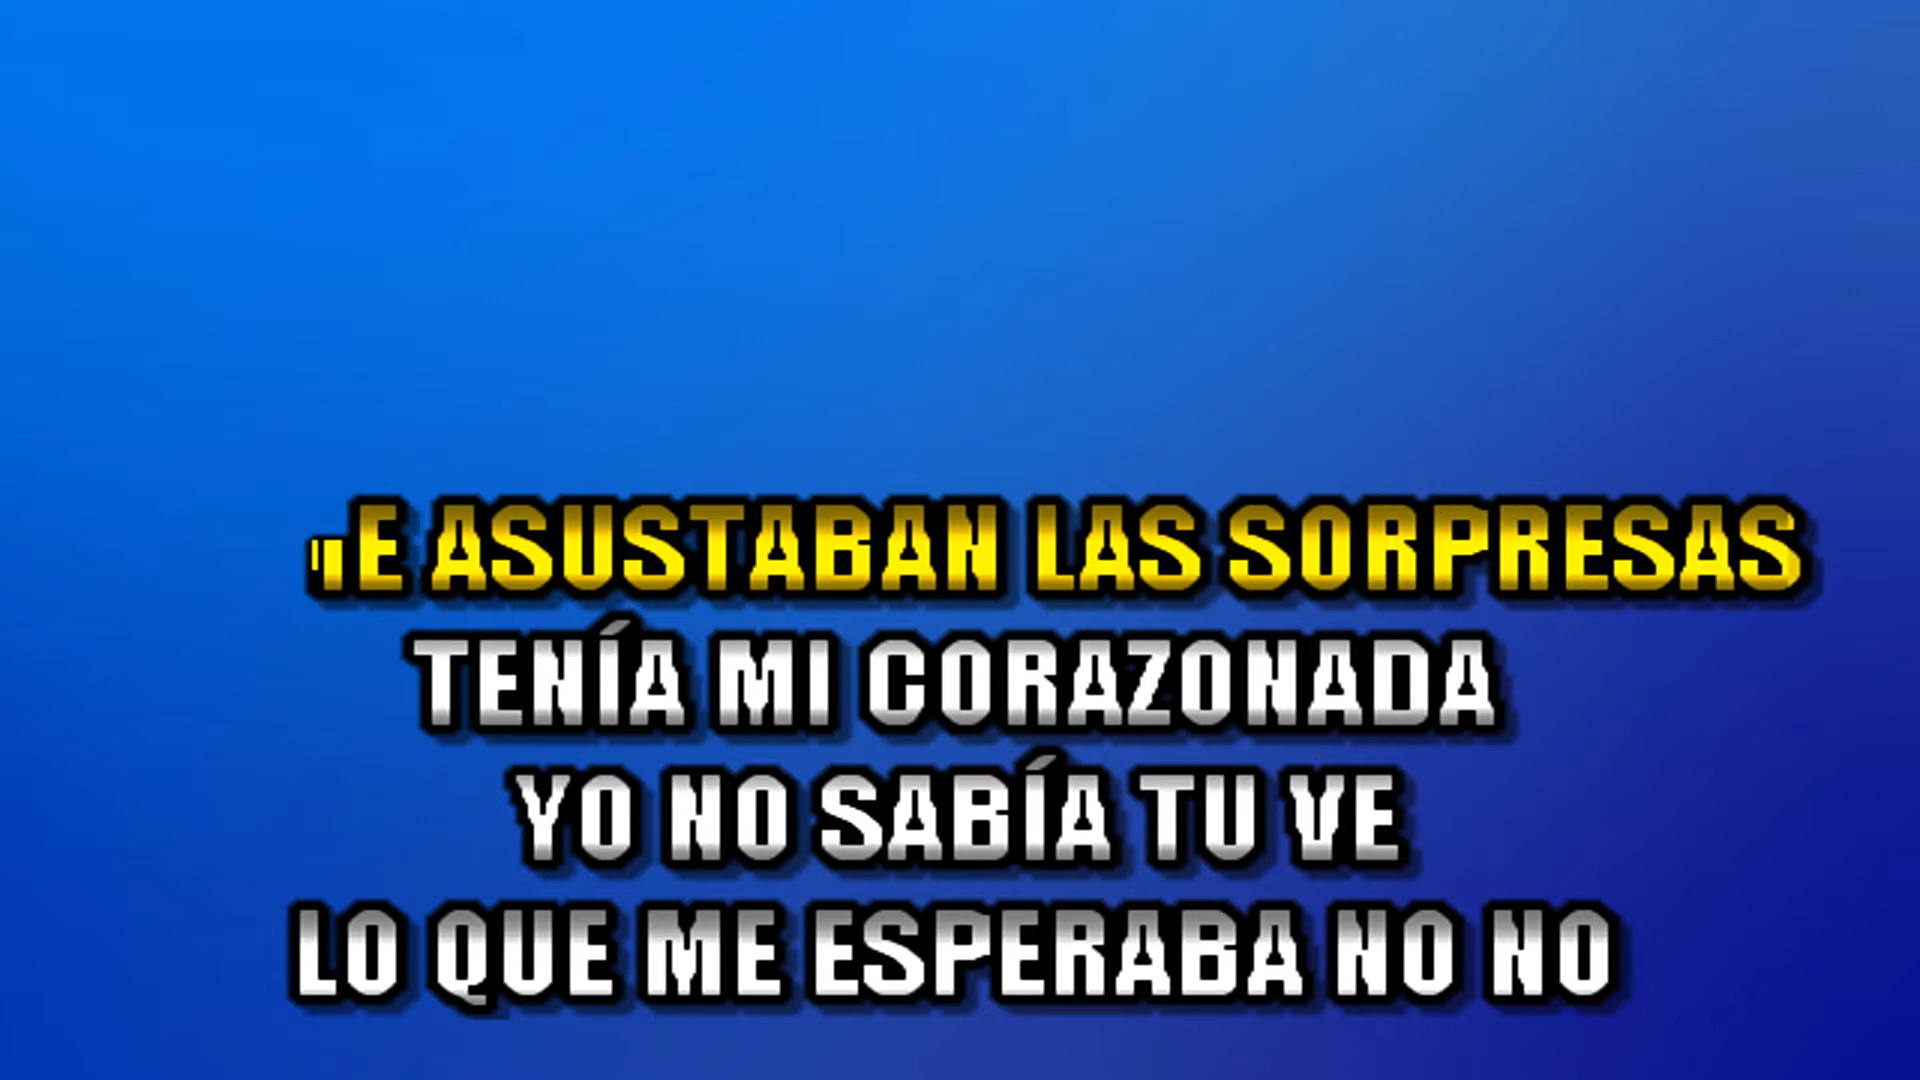 E ASUSTABAN LAS SORPRESAS
TENÍA MI CORAZONADA
YO NO SABÍA TU VE
LO QUE ME ESPERABA NO NO